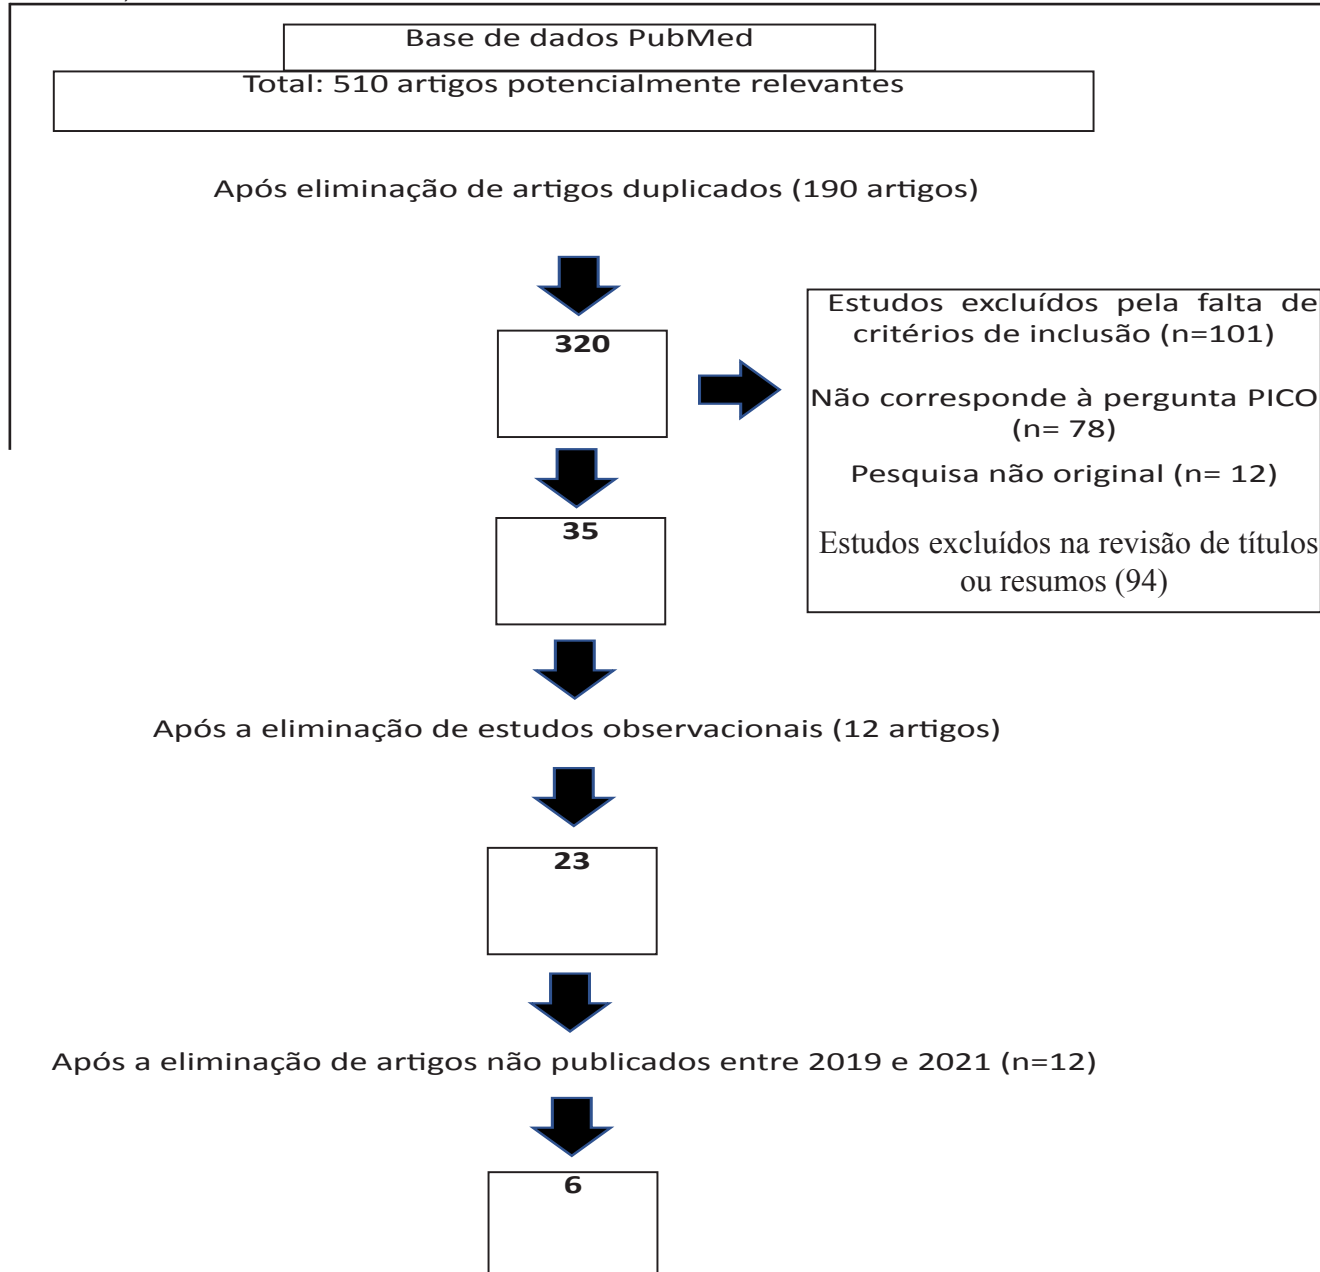 Base de dados PubMed
Total: 510 artigos potencialmente relevantes
Após eliminação de artigos duplicados (190 artigos)
320
Estudos excluídos pela falta de
critérios de inclusão (n=101)
Não corresponde à pergunta PICO
(n= 78)
Pesquisa não original (n= 12)
Estudos excluídos na revisão de títulos
ou resumos (94)
35
Após a eliminação de estudos observacionais (12 artigos)
23
Após a eliminação de artigos não publicados entre 2019 e 2021 (n=12)
6